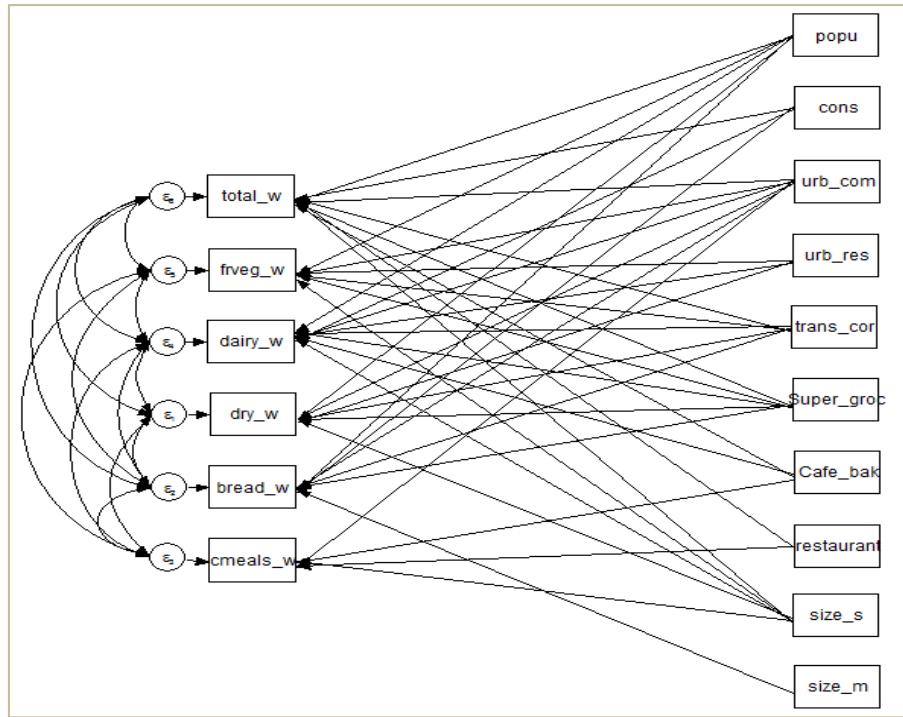 popu
cons
urb_com
total_w
urb_res
frveg_w
trans_cor
dairy_w
Super_groc
dry_w
Cafe_bak
bread_w
restaurant
cmeals_w
size_s
size_m